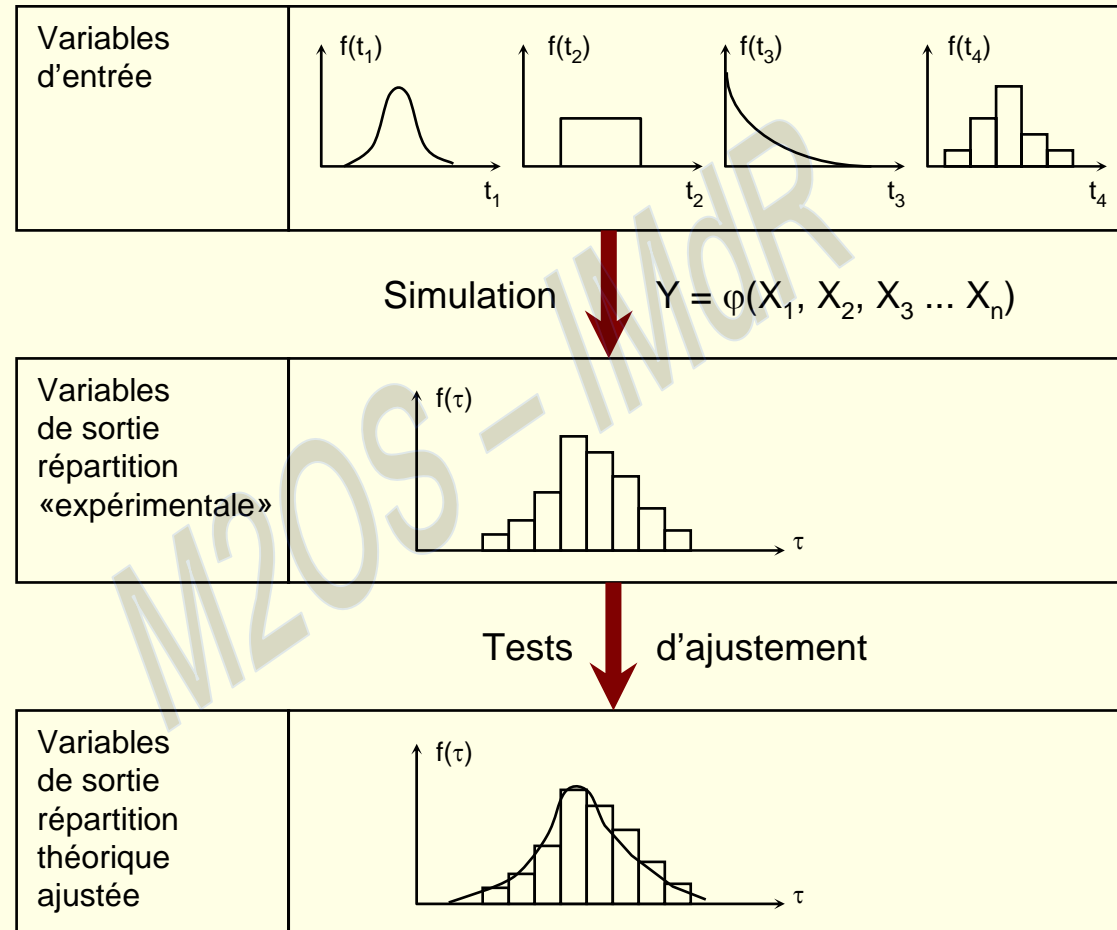 Variables
d'entrée
f(t₁)
f(t₂)
f(t₃)
f(t₄)
t₁
t₂
t₃
t₄
Simulation
Y = φ(X₁, X₂, X₃ ... Xₙ)
Variables
de sortie
répartition
«expérimentale»
f(τ)
τ
Tests d'ajustement
Variables
de sortie
répartition
théorique
ajustée
f(τ)
τ
M2OS – IMdR